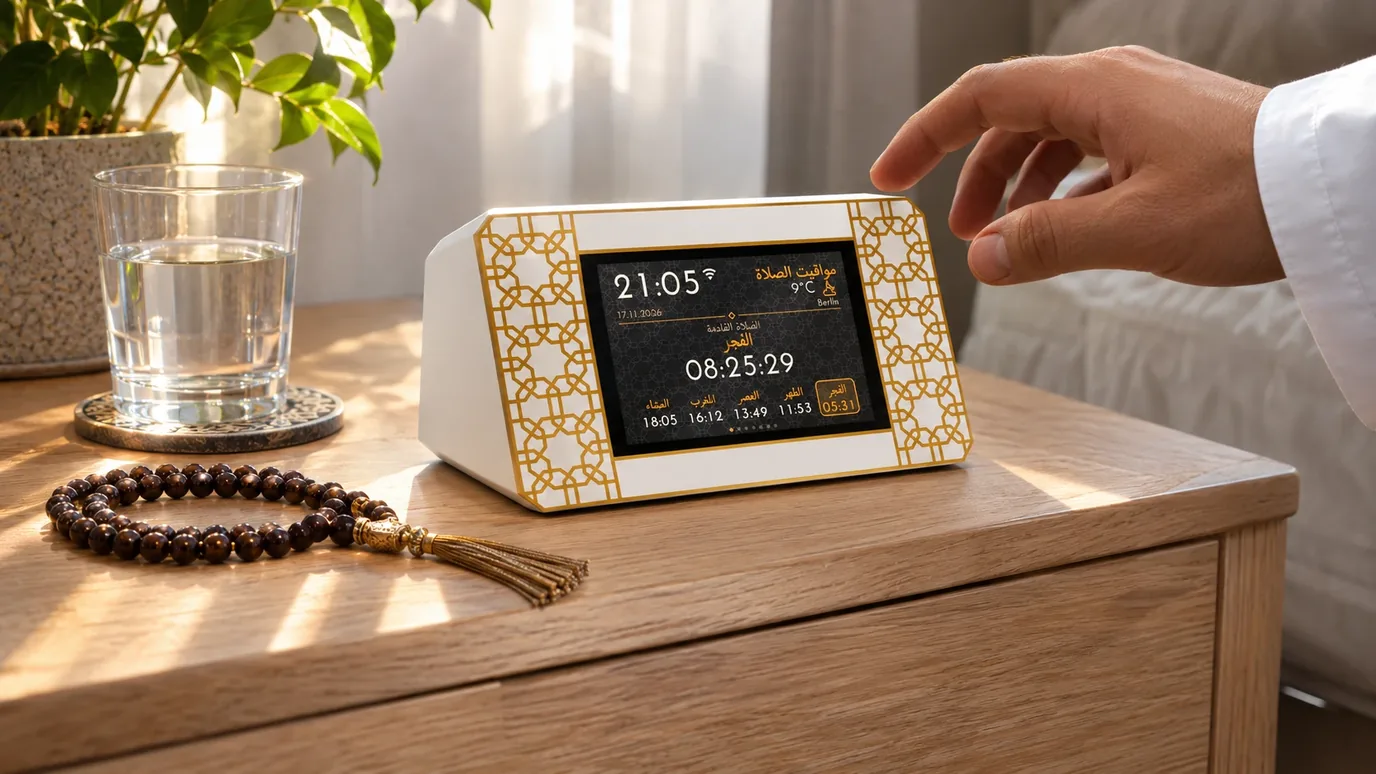 21:05
مواقيت الصلاة
9°C
Berlin
17.11.2026
الصلاة القادمة
الفجر
08:25:29
الفجر الظهر العصر المغرب العشاء
05:31 11:53 13:49 16:12 18:05